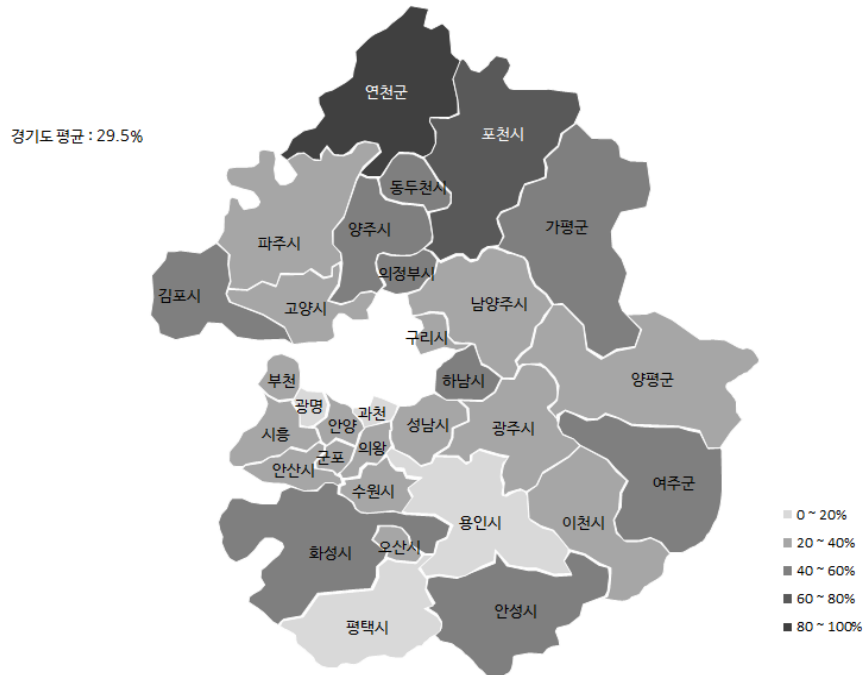 연천군
포천시
경기도 평균 : 29.5%
동두천시
가평군
양주시
파주시
의정부시
김포시
고양시
남양주시
구리시
부천
하남시
양평군
광명
과천
시흥
안양
성남시
광주시
군포
의왕
안산시
수원시
여주군
용인시
이천시
화성시
오산시
안성시
평택시
0 ~ 20%
20 ~ 40%
40 ~ 60%
60 ~ 80%
80 ~ 100%